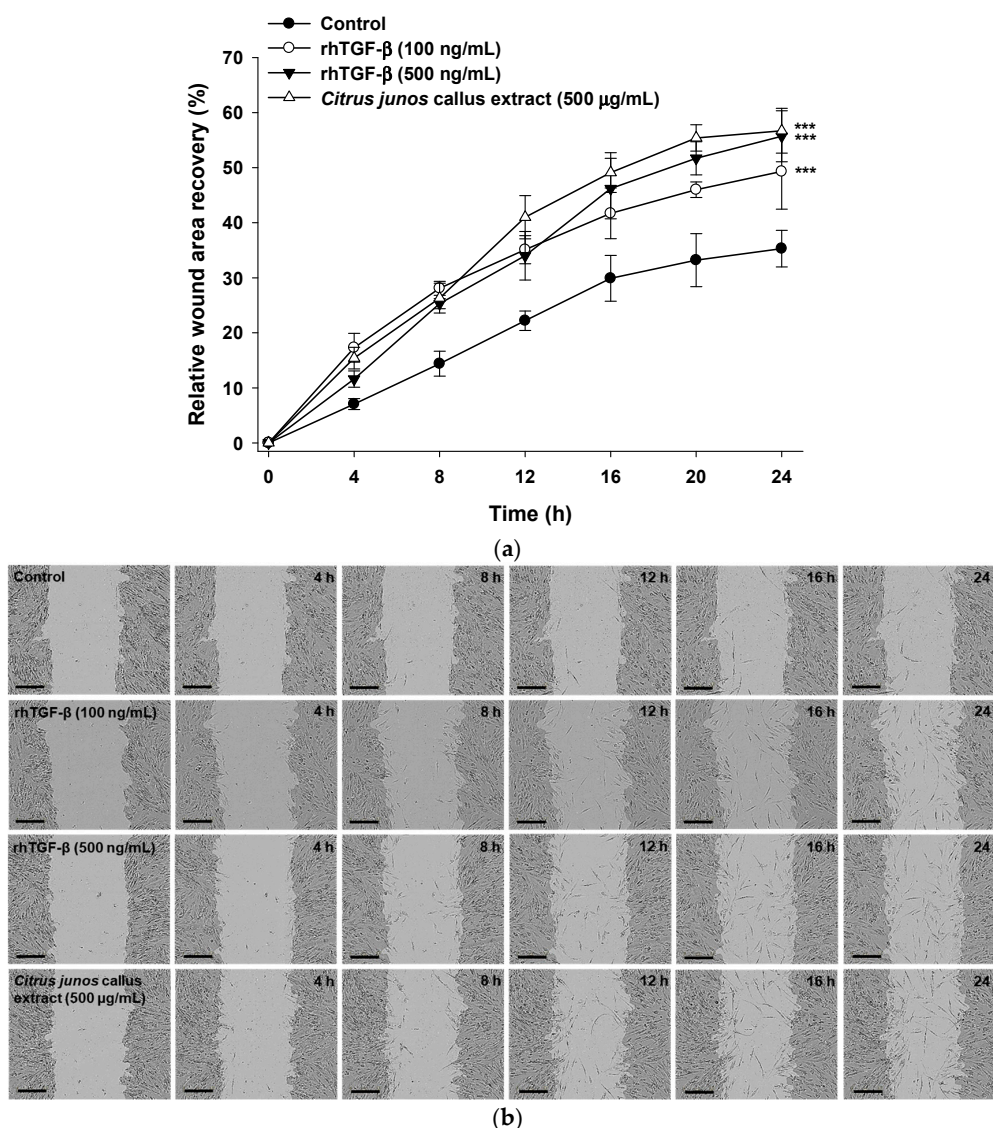 Control
rhTGF-β (100 ng/mL)
rhTGF-β (500 ng/mL)
Citrus junos callus extract (500 μg/mL)
Relative wound area recovery (%)
70
60
50
40
30
20
10
0
***
***
***
0 4 8 12 16 20 24
Time (h)
(a)
Control 4 h 8 h 12 h 16 h 24
rhTGF-β (100 ng/mL) 4 h 8 h 12 h 16 h 24
rhTGF-β (500 ng/mL) 4 h 8 h 12 h 16 h 24
Citrus junos callus 4 h 8 h 12 h 16 h 24
extract (500 μg/mL)
(b)